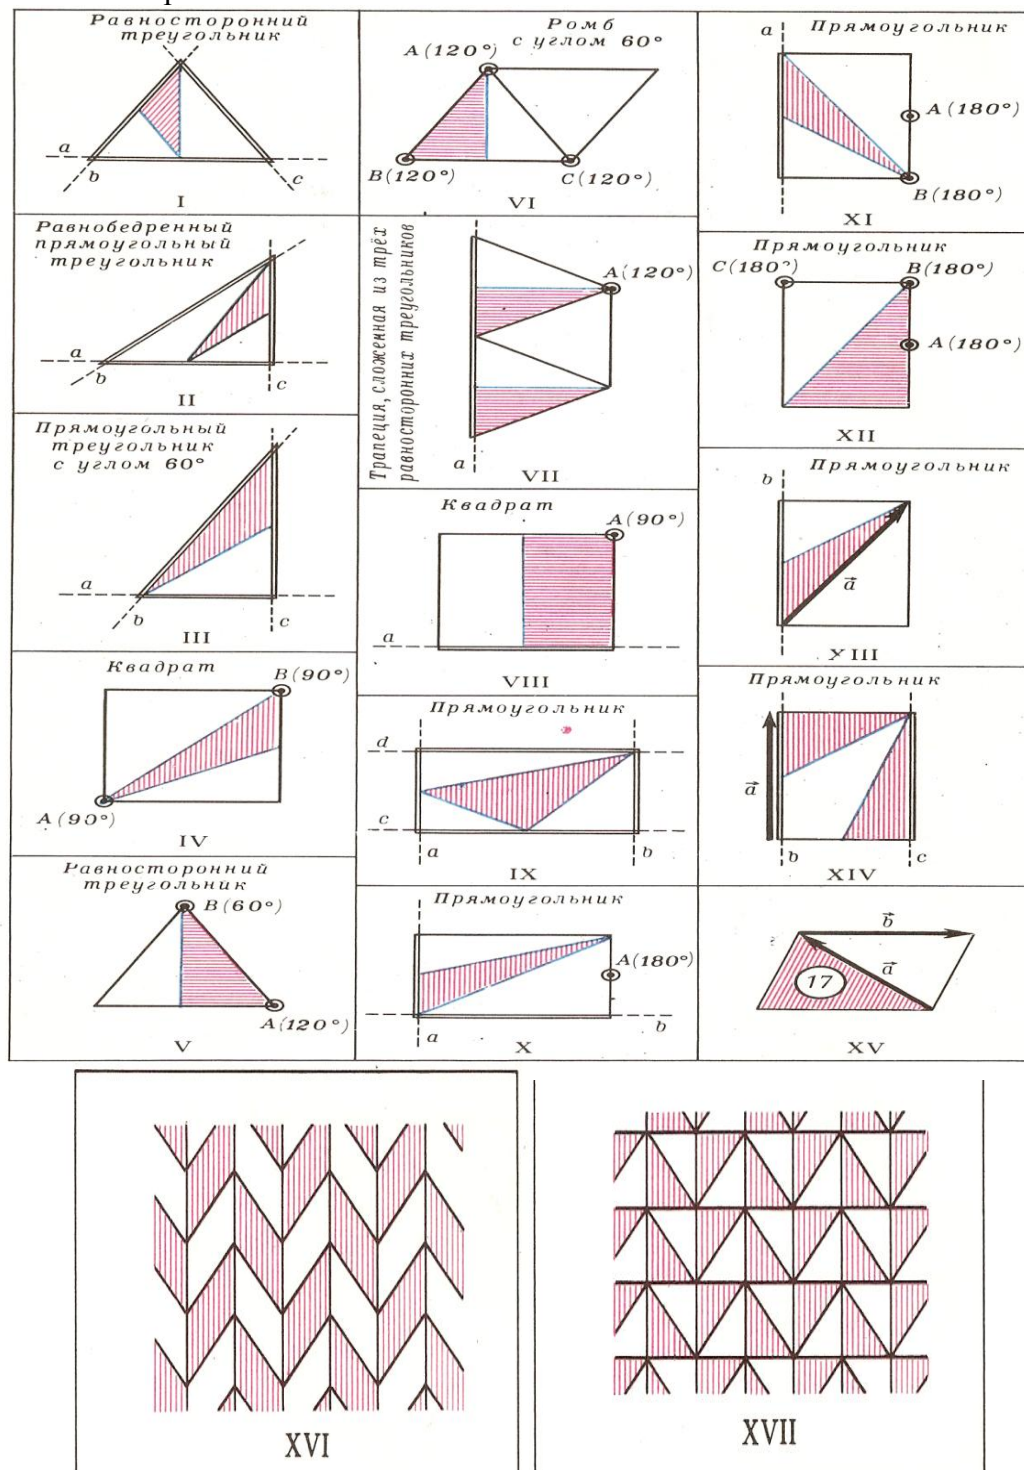 Равносторонний
треугольник
a
b
c
I
Равнобедренный
прямоугольный
треугольник
a
b
c
II
Прямоугольный
треугольник
с углом 60°
a
b
c
III
Квадрат
B(90°)
A(90°)
IV
Равносторонний
треугольник
B(60°)
A(120°)
V
Ромб
с углом 60°
A(120°)
B(120°)
C(120°)
VI
Трапеция, сложенная из трёх
равносторонних треугольников
A(120°)
a
VII
Квадрат
A(90°)
a
VIII
Прямоугольник
d
c
a
b
IX
Прямоугольник
A(180°)
a
b
X
Прямоугольник
a
A(180°)
B(180°)
XI
Прямоугольник
C(180°)
B(180°)
A(180°)
XII
Прямоугольник
b
a
XIII
Прямоугольник
a
b
c
XIV
b
a
17
XV
XVI
XVII